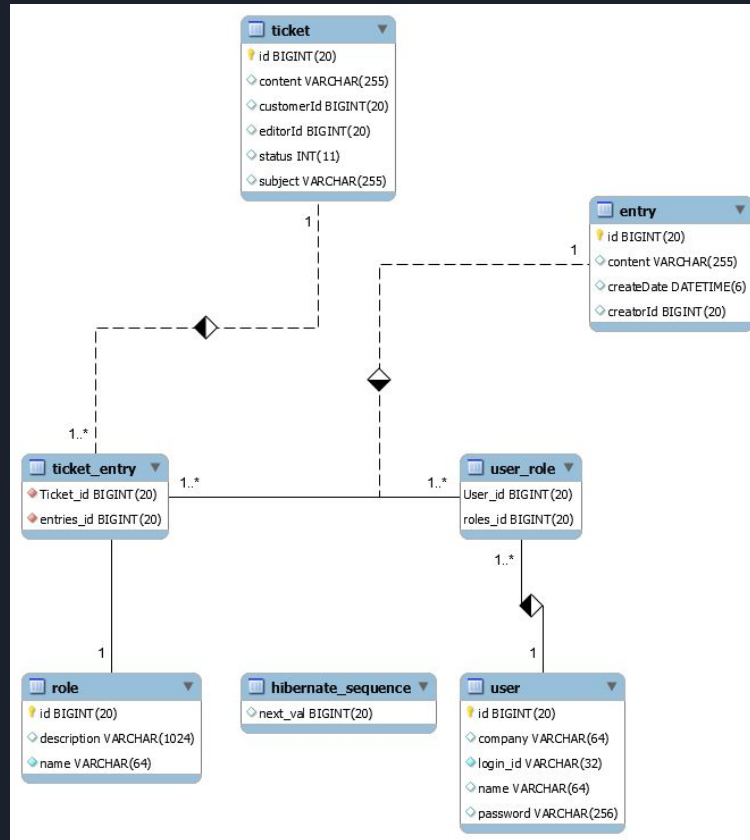 ticket
id BIGINT(20)
content VARCHAR(255)
customerId BIGINT(20)
editorId BIGINT(20)
status INT(11)
subject VARCHAR(255)
1
entry
id BIGINT(20)
content VARCHAR(255)
createDate DATETIME(6)
creatorId BIGINT(20)
1
1..*
ticket_entry
Ticket_id BIGINT(20)
entries_id BIGINT(20)
1..*
1..*
user_role
User_id BIGINT(20)
roles_id BIGINT(20)
1..*
1
1
role
id BIGINT(20)
description VARCHAR(1024)
name VARCHAR(64)
hibernate_sequence
next_val BIGINT(20)
user
id BIGINT(20)
company VARCHAR(64)
login_id VARCHAR(32)
name VARCHAR(64)
password VARCHAR(256)